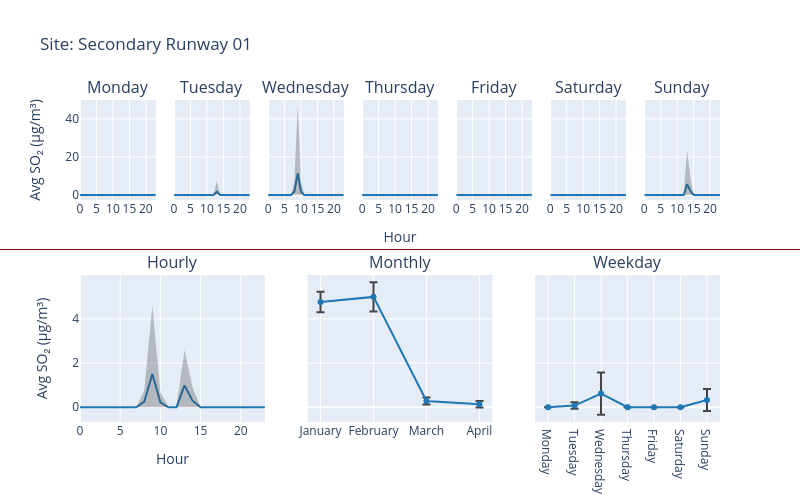 Site: Secondary Runway 01
Monday Tuesday Wednesday Thursday Friday Saturday Sunday
Avg SO₂ (µg/m³)
40
20
0
0 5 10 15 20 0 5 10 15 20 0 5 10 15 20 0 5 10 15 20 0 5 10 15 20 0 5 10 15 20 0 5 10 15 20
Hour
Hourly Monthly Weekday
Avg SO₂ (µg/m³)
4
2
0
0 5 10 15 20
January February March April
Monday
Tuesday
Wednesday
Thursday
Friday
Saturday
Sunday
Hour